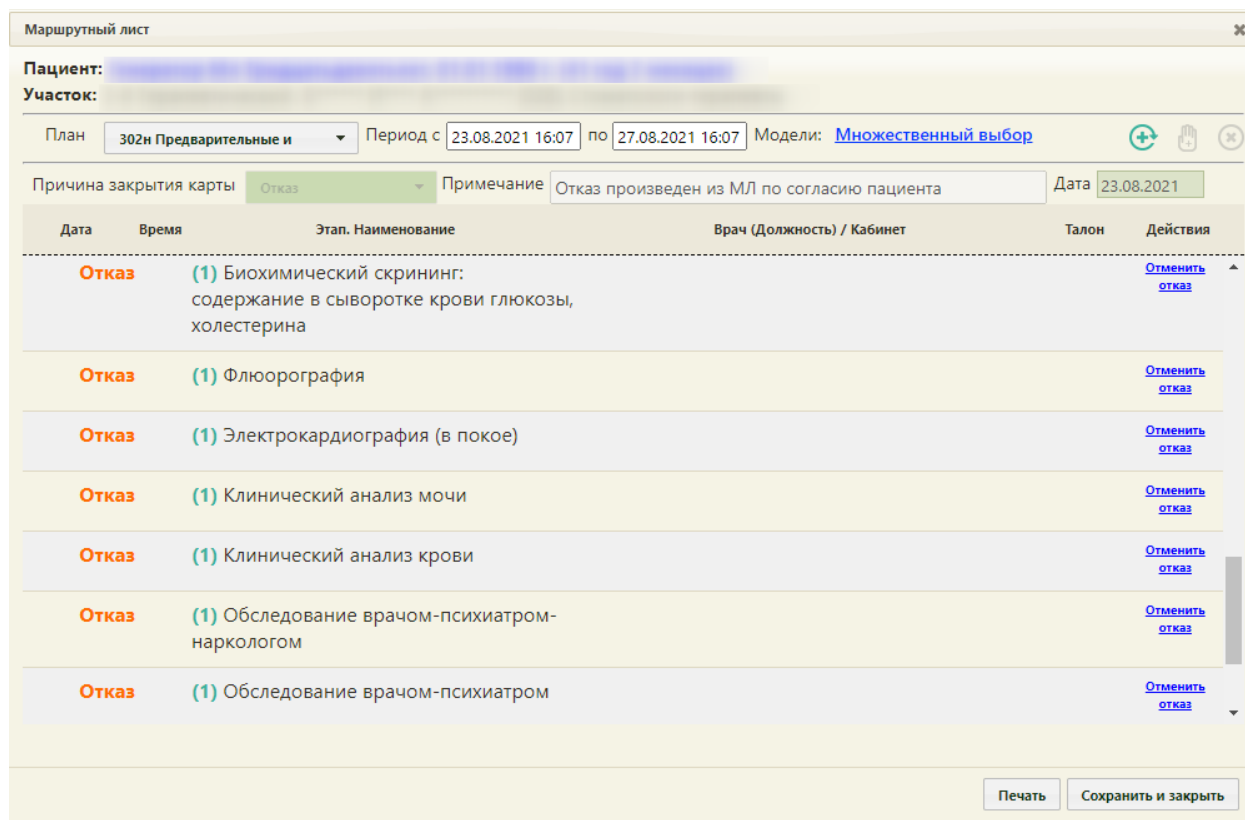 Маршрутный лист
Пациент:
Участок:
План 302н Предварительные и Период с 23.08.2021 16:07 по 27.08.2021 16:07 Модели: Множественный выбор
Причина закрытия карты Отказ Примечание Отказ произведен из МЛ по согласию пациента Дата 23.08.2021
Дата Время Этап. Наименование Врач (Должность) / Кабинет Талон Действия
Отказ (1) Биохимический скрининг: Отменить
содержание в сыворотке крови глюкозы, отказ
холестерина
Отказ (1) Флюорография Отменить
отказ
Отказ (1) Электрокардиография (в покое) Отменить
отказ
Отказ (1) Клинический анализ мочи Отменить
отказ
Отказ (1) Клинический анализ крови Отменить
отказ
Отказ (1) Обследование врачом-психиатром- Отменить
наркологом отказ
Отказ (1) Обследование врачом-психиатром Отменить
отказ
Печать Сохранить и закрыть